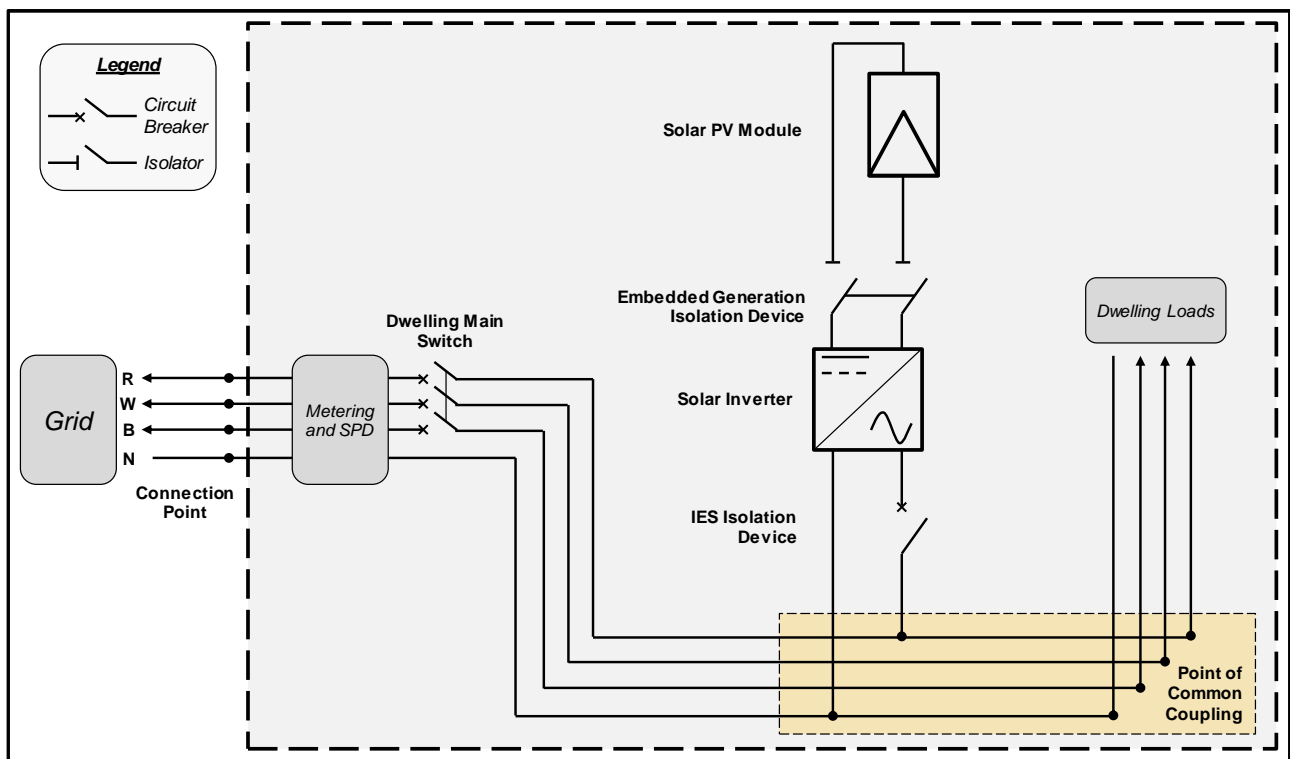 Legend
Circuit
Breaker
Isolator
Solar PV Module
Embedded Generation
Isolation Device
Dwelling Loads
Dwelling Main
Switch
Grid
R
W
B
N
Metering
and SPD
Connection
Point
Solar Inverter
IES Isolation
Device
Point of
Common
Coupling